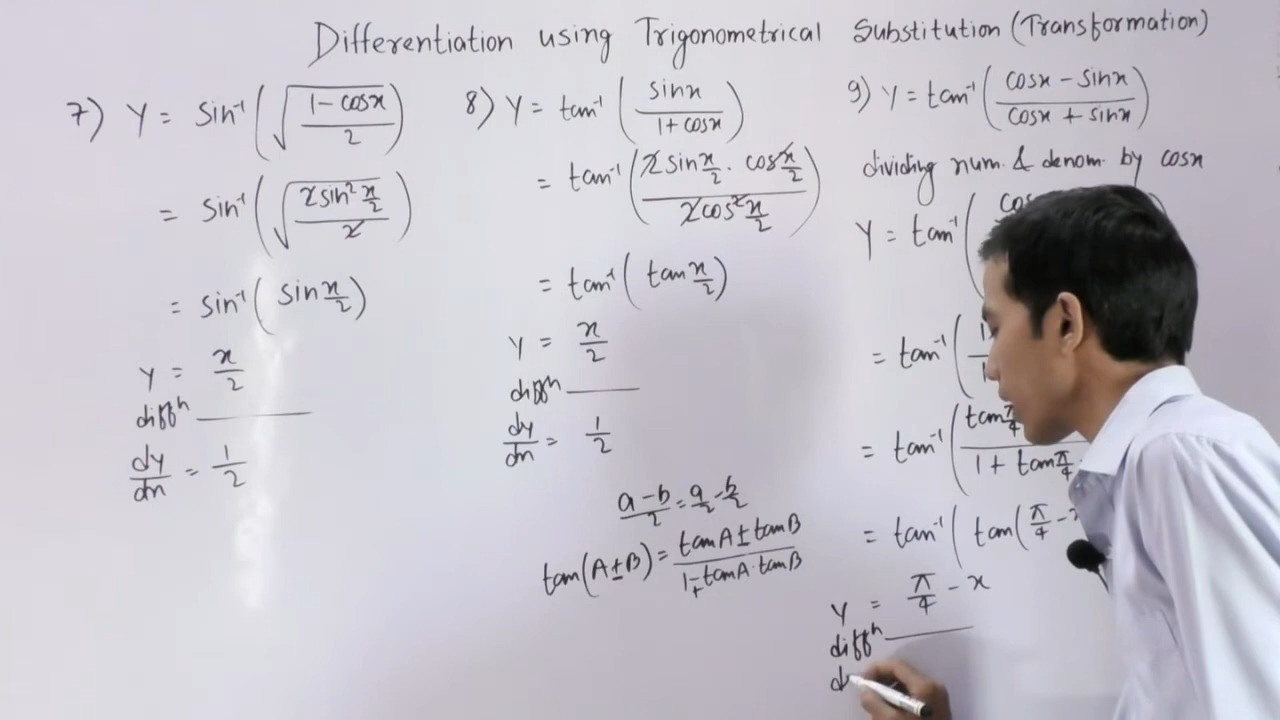 Differentiation using Trigonometrical Substitution (Transformation)
7) Y = Sin⁻¹(√((1 - cosx)/2))
= Sin⁻¹(√((2sin² x/2)/2))
= Sin⁻¹(sin x/2)
Y = x/2
diffⁿ
dy/dx = 1/2
8) Y = tan⁻¹(sinx/(1 + cosx))
= tan⁻¹((2 sin x/2 . cos x/2)/(2cos² x/2))
= tan⁻¹(tan x/2)
Y = x/2
diffⁿ
dy/dx = 1/2
(a - b)/2 = a/2 - b/2
tan(A ± B) = (tanA ± tanB)/(1 ∓ tanA . tanB)
9) Y = tan⁻¹((cosx - sinx)/(cosx + sinx))
dividing num. & denom. by cosx
Y = tan⁻¹(
= tan⁻¹(
= tan⁻¹(tan π/4 / 1 + tan π/4
= tan⁻¹(tan(π/4 -
Y = π/4 - x
diffⁿ
d